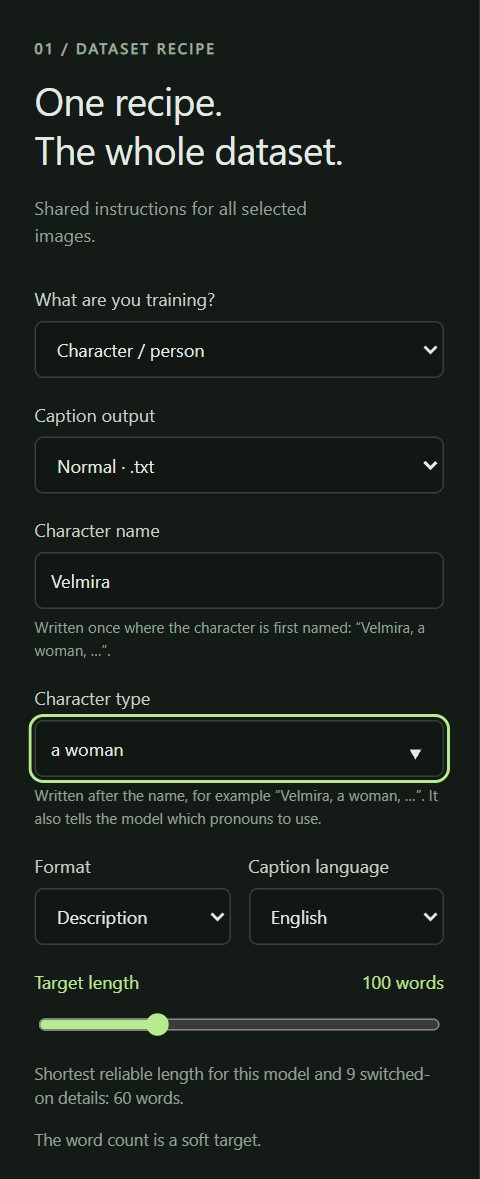 01 / DATASET RECIPE
One recipe.
The whole dataset.
Shared instructions for all selected
images.
What are you training?
Character / person
Caption output
Normal · .txt
Character name
Velmira
Written once where the character is first named: “Velmira, a
woman, ...”.
Character type
a woman
Written after the name, for example “Velmira, a woman, ...”. It
also tells the model which pronouns to use.
Format
Caption language
Description
English
Target length
100 words
Shortest reliable length for this model and 9 switched-
on details: 60 words.
The word count is a soft target.